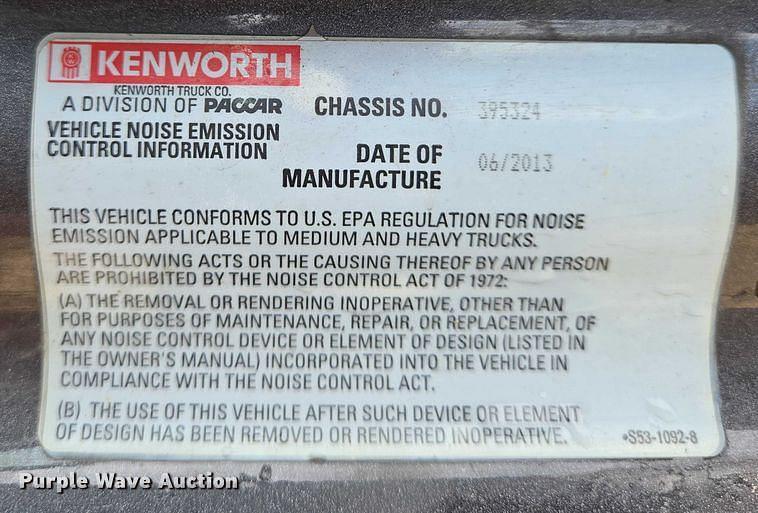 KENWORTH
KENWORTH TRUCK CO.
A DIVISION OF PACCAR
CHASSIS NO. 395324
VEHICLE NOISE EMISSION
CONTROL INFORMATION
DATE OF
MANUFACTURE 06/2013
THIS VEHICLE CONFORMS TO U.S. EPA REGULATION FOR NOISE
EMISSION APPLICABLE TO MEDIUM AND HEAVY TRUCKS.
THE FOLLOWING ACTS OR THE CAUSING THEREOF BY ANY PERSON
ARE PROHIBITED BY THE NOISE CONTROL ACT OF 1972:
(A) THE REMOVAL OR RENDERING INOPERATIVE, OTHER THAN
FOR PURPOSES OF MAINTENANCE, REPAIR, OR REPLACEMENT, OF
ANY NOISE CONTROL DEVICE OR ELEMENT OF DESIGN (LISTED IN
THE OWNER'S MANUAL) INCORPORATED INTO THE VEHICLE IN
COMPLIANCE WITH THE NOISE CONTROL ACT.
(B) THE USE OF THIS VEHICLE AFTER SUCH DEVICE OR ELEMENT
OF DESIGN HAS BEEN REMOVED OR RENDERED INOPERATIVE.
•S53-1092-8
Purple Wave Auction